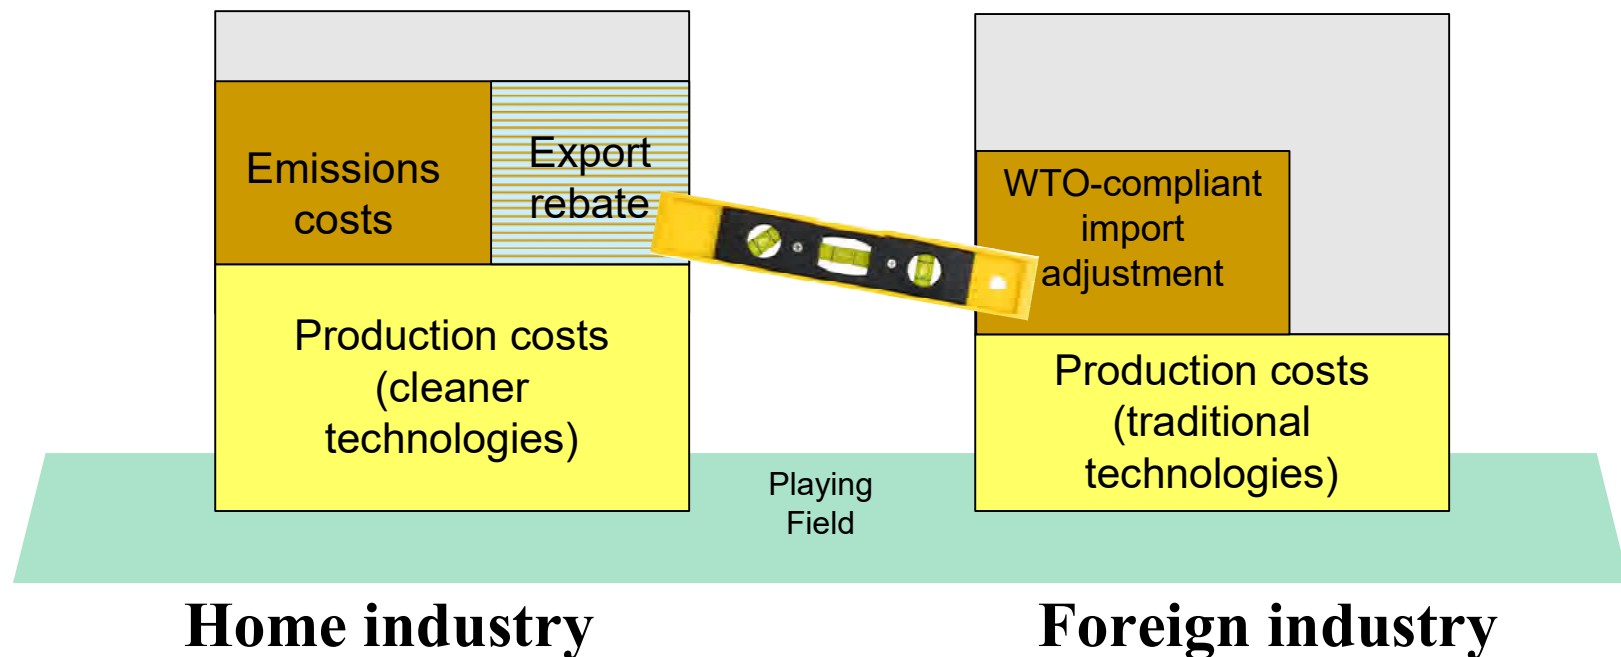 Emissions
costs
Export
rebate
Production costs
(cleaner
technologies)
WTO-compliant
import
adjustment
Production costs
(traditional
technologies)
Playing
Field
Home industry
Foreign industry